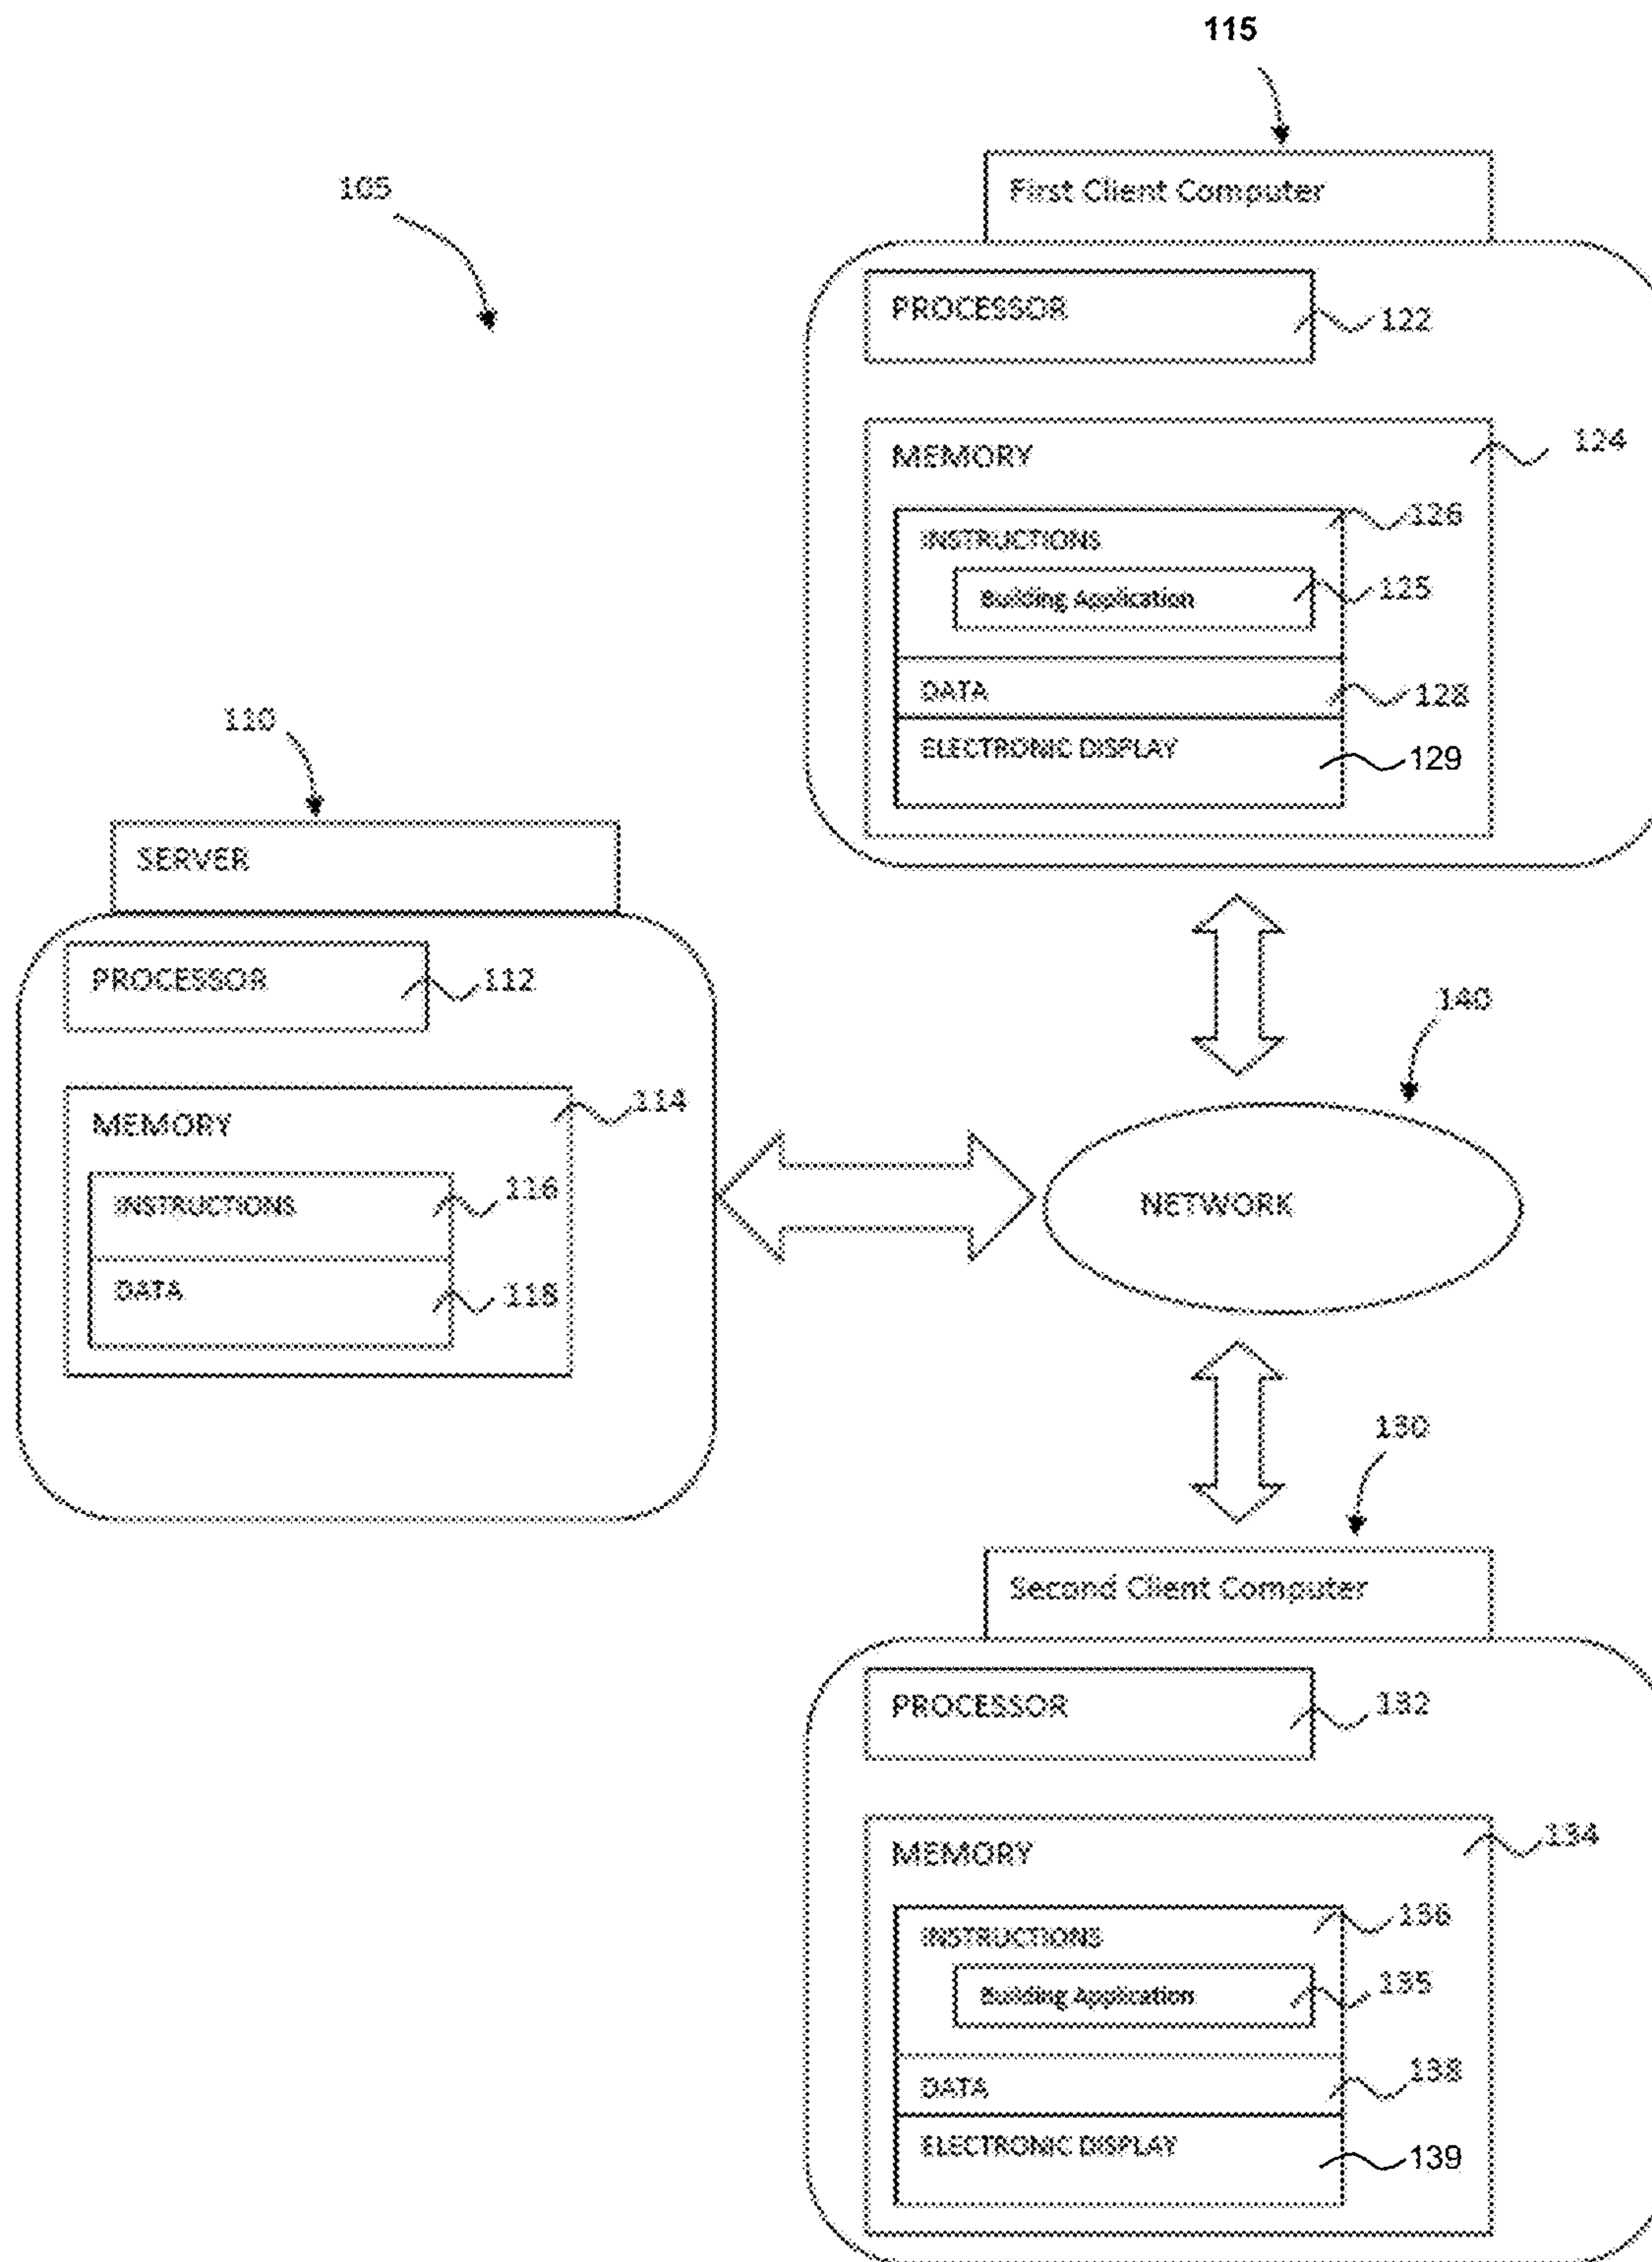 115
First Client Computer
105
PROCESSOR
122
MEMORY
124
INSTRUCTIONS
126
Building Application
125
DATA
128
ELECTRONIC DISPLAY
129
110
SERVER
PROCESSOR
112
MEMORY
114
INSTRUCTIONS
116
DATA
118
140
NETWORK
130
Second Client Computer
PROCESSOR
132
MEMORY
134
INSTRUCTIONS
136
Building Application
135
DATA
138
ELECTRONIC DISPLAY
139